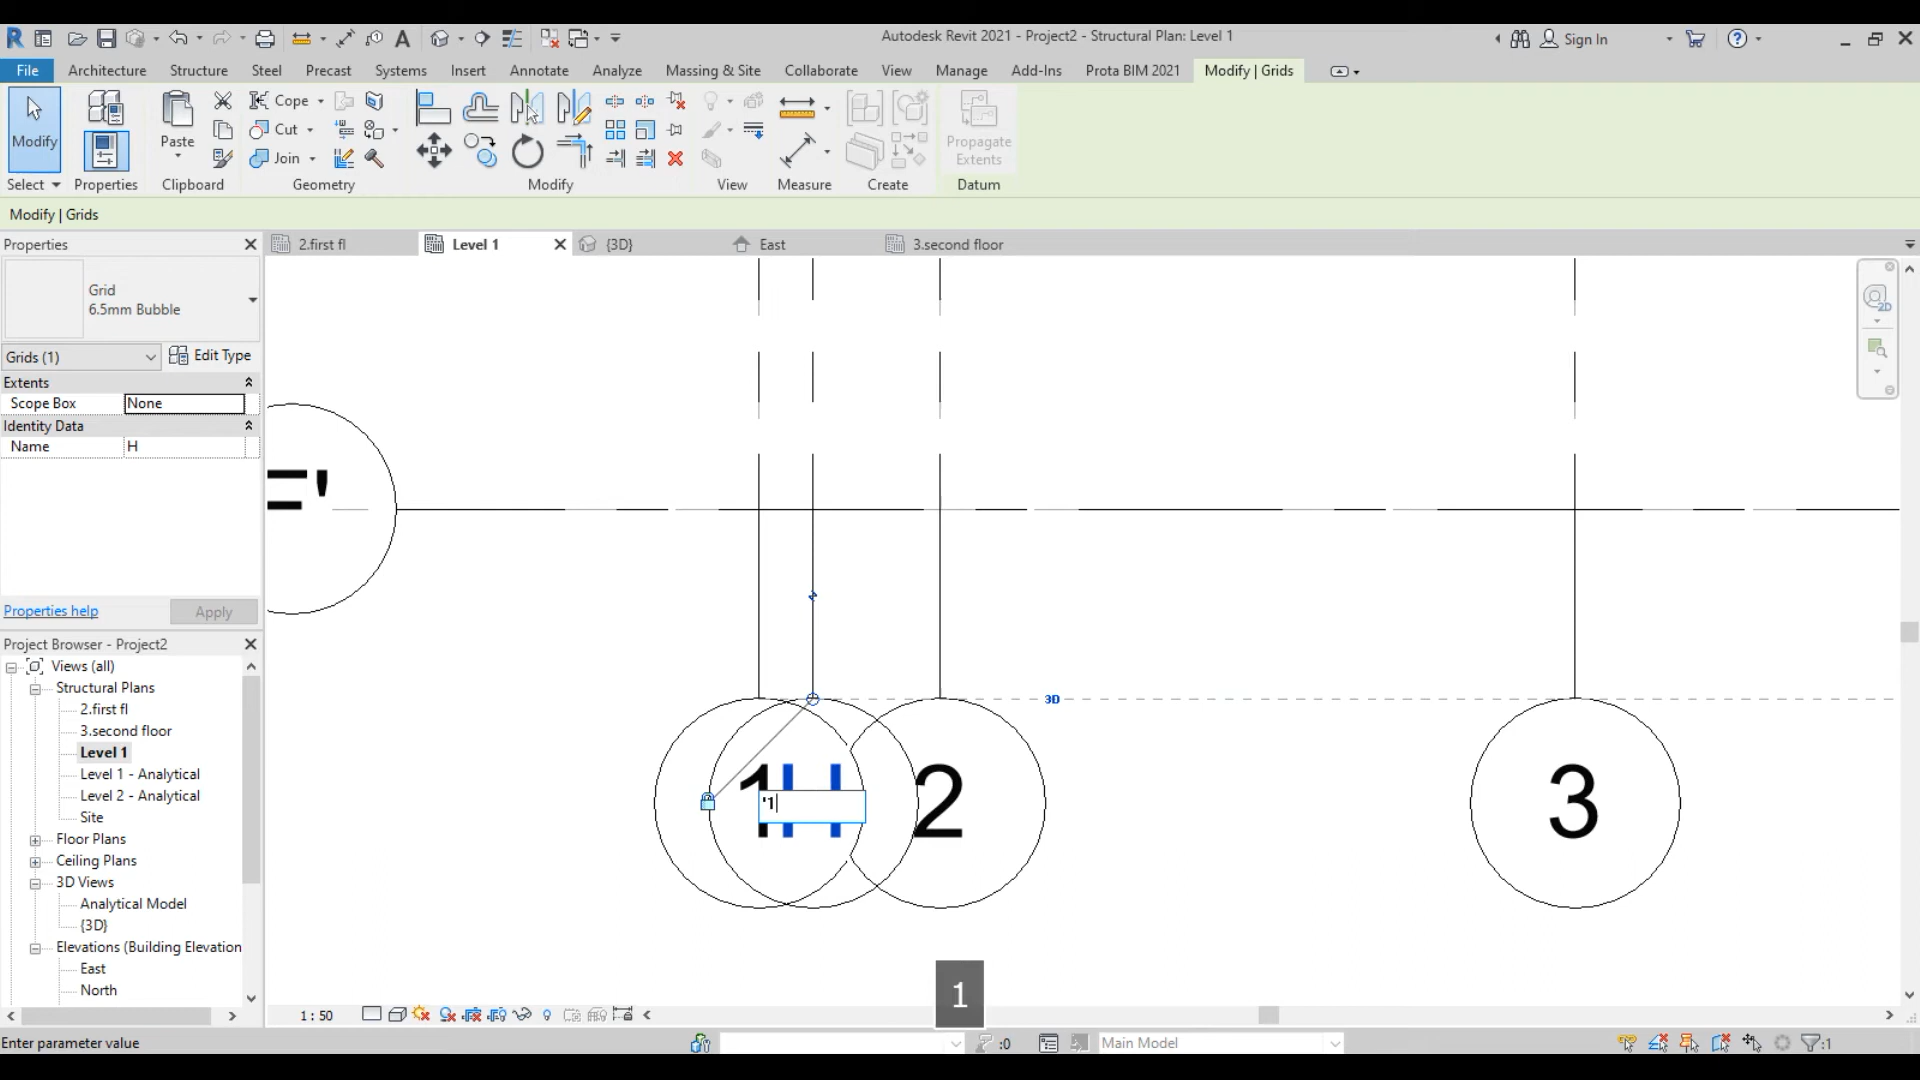 Autodesk Revit 2021 - Project2 - Structural Plan: Level 1
Sign In
File Architecture Structure Steel Precast Systems Insert Annotate Analyze Massing & Site Collaborate View Manage Add-Ins Prota BIM 2021 Modify | Grids
Modify Paste Cope Cut Join Propagate Extents
Select Properties Clipboard Geometry Modify View Measure Create Datum
Modify | Grids
Properties 2.first fl Level 1 {3D} East 3.second floor
Grid
6.5mm Bubble
2D
Grids (1) Edit Type
Extents
Scope Box None
Identity Data
Name H
Properties help Apply
Project Browser - Project2
Views (all)
Structural Plans
2.first fl
3.second floor
Level 1
Level 1 - Analytical
Level 2 - Analytical
Site
Floor Plans
Ceiling Plans
3D Views
Analytical Model
{3D}
Elevations (Building Elevation
East
North
3D
1 H 2 3
'1
1
1 : 50
Enter parameter value
:0
Main Model
:1